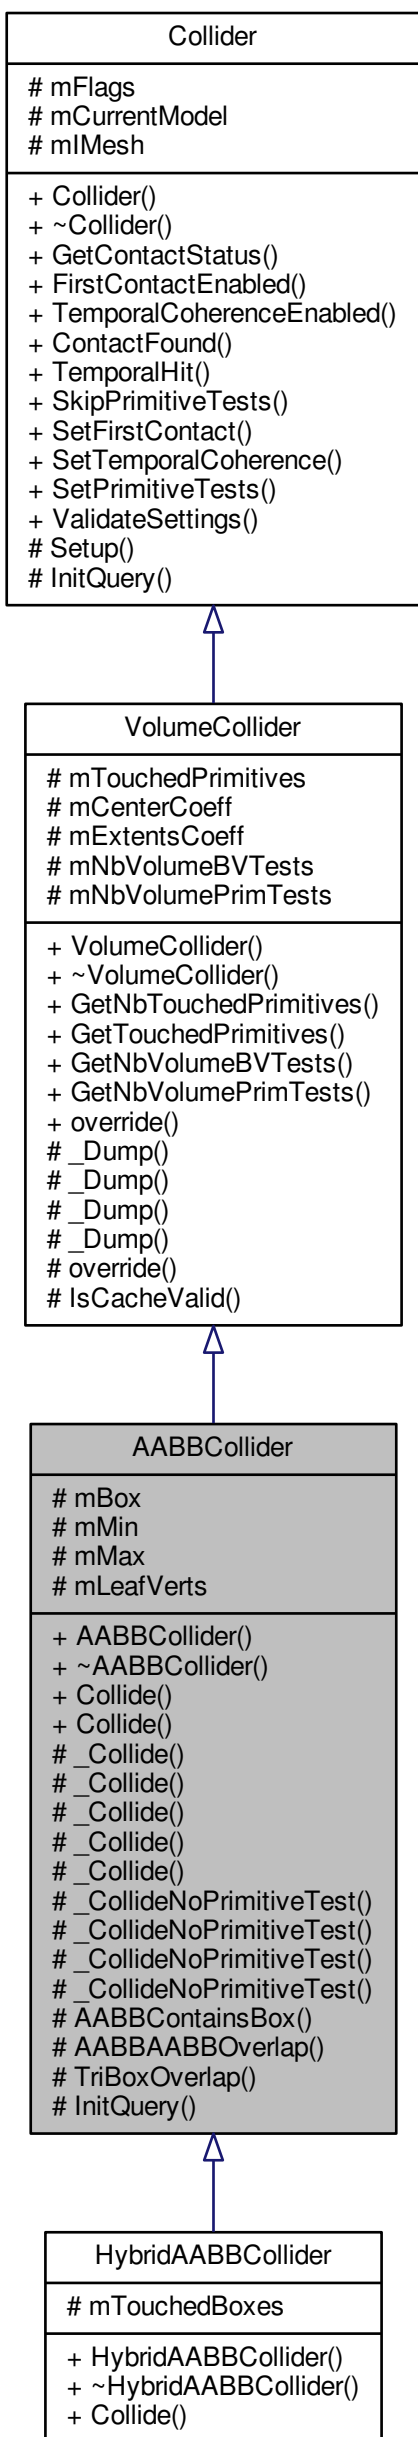 Collider
# mFlags
# mCurrentModel
# mIMesh
+ Collider()
+ ~Collider()
+ GetContactStatus()
+ FirstContactEnabled()
+ TemporalCoherenceEnabled()
+ ContactFound()
+ TemporalHit()
+ SkipPrimitiveTests()
+ SetFirstContact()
+ SetTemporalCoherence()
+ SetPrimitiveTests()
+ ValidateSettings()
# Setup()
# InitQuery()
VolumeCollider
# mTouchedPrimitives
# mCenterCoeff
# mExtentsCoeff
# mNbVolumeBVTests
# mNbVolumePrimTests
+ VolumeCollider()
+ ~VolumeCollider()
+ GetNbTouchedPrimitives()
+ GetTouchedPrimitives()
+ GetNbVolumeBVTests()
+ GetNbVolumePrimTests()
+ override()
# _Dump()
# _Dump()
# _Dump()
# _Dump()
# override()
# IsCacheValid()
AABBCollider
# mBox
# mMin
# mMax
# mLeafVerts
+ AABBCollider()
+ ~AABBCollider()
+ Collide()
+ Collide()
# _Collide()
# _Collide()
# _Collide()
# _Collide()
# _Collide()
# _CollideNoPrimitiveTest()
# _CollideNoPrimitiveTest()
# _CollideNoPrimitiveTest()
# _CollideNoPrimitiveTest()
# AABBContainsBox()
# AABBAABBOverlap()
# TriBoxOverlap()
# InitQuery()
HybridAABBCollider
# mTouchedBoxes
+ HybridAABBCollider()
+ ~HybridAABBCollider()
+ Collide()